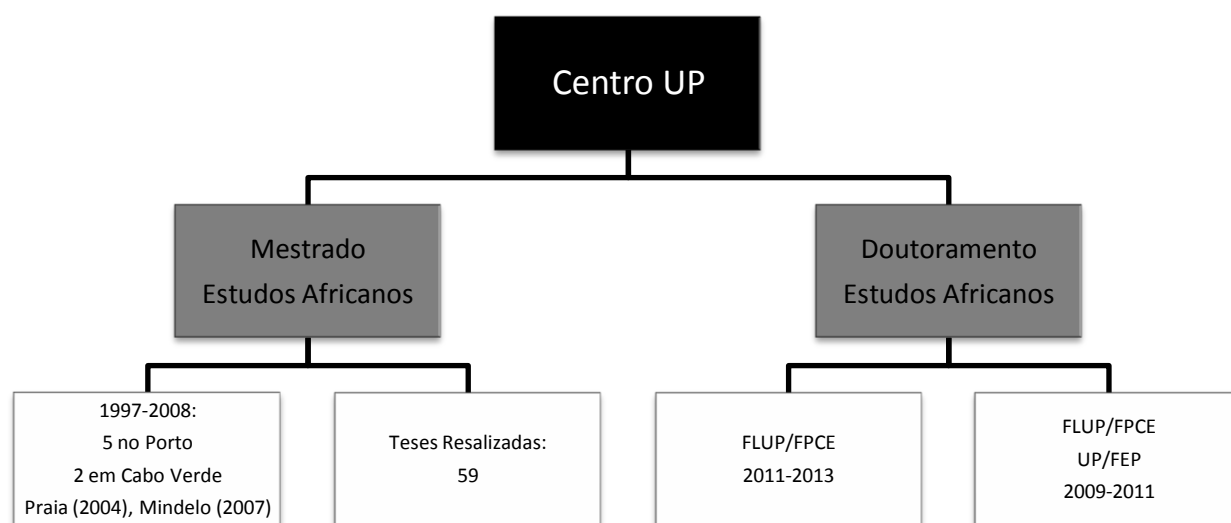 Centro UP
Mestrado
Estudos Africanos
Doutoramento
Estudos Africanos
1997-2008:
5 no Porto
2 em Cabo Verde
Praia (2004), Mindelo (2007)
Teses Resalizadas:
59
FLUP/FPCE
2011-2013
FLUP/FPCE
UP/FEP
2009-2011